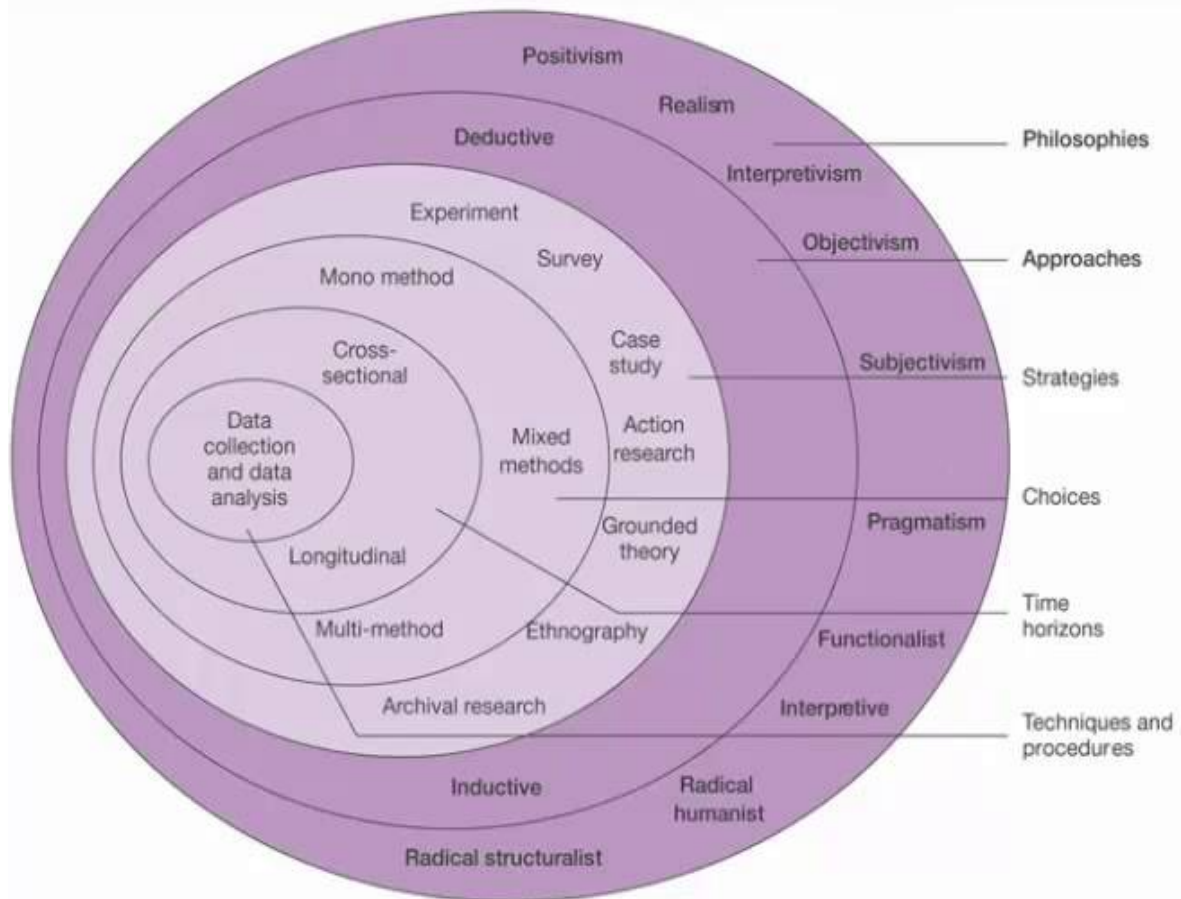 Positivism
Realism
Deductive
Philosophies
Interpretivism
Experiment
Objectivism
Survey
Approaches
Mono method
Case
study
Cross-
sectional
Subjectivism
Strategies
Data
collection
and data
analysis
Mixed
methods
Action
research
Choices
Pragmatism
Grounded
theory
Longitudinal
Time
horizons
Multi-method
Ethnography
Functionalist
Archival research
Interpretive
Techniques and
procedures
Inductive
Radical
humanist
Radical structuralist